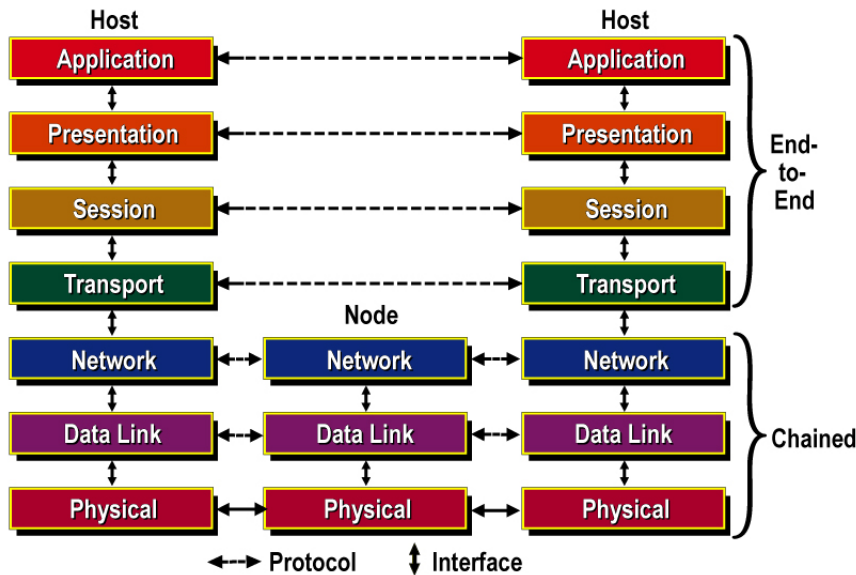 Host Host
Application Application
Presentation Presentation
End-
to-
End
Session Session
Transport Transport
Node
Network Network Network
Data Link Data Link Data Link
Chained
Physical Physical Physical
Protocol Interface